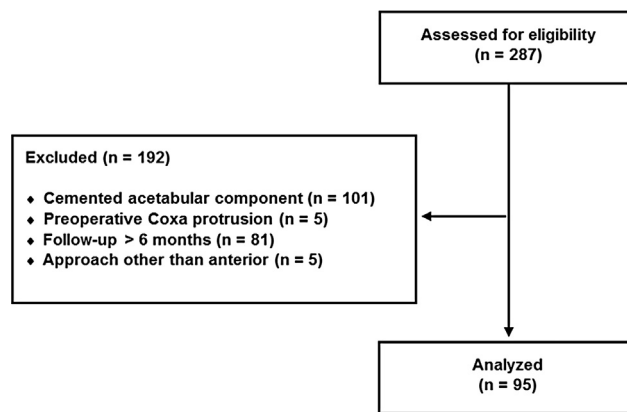 Assessed for eligibility
(n = 287)
Excluded (n = 192)
♦ Cemented acetabular component (n = 101)
♦ Preoperative Coxa protrusion (n = 5)
♦ Follow-up > 6 months (n = 81)
♦ Approach other than anterior (n = 5)
Analyzed
(n = 95)